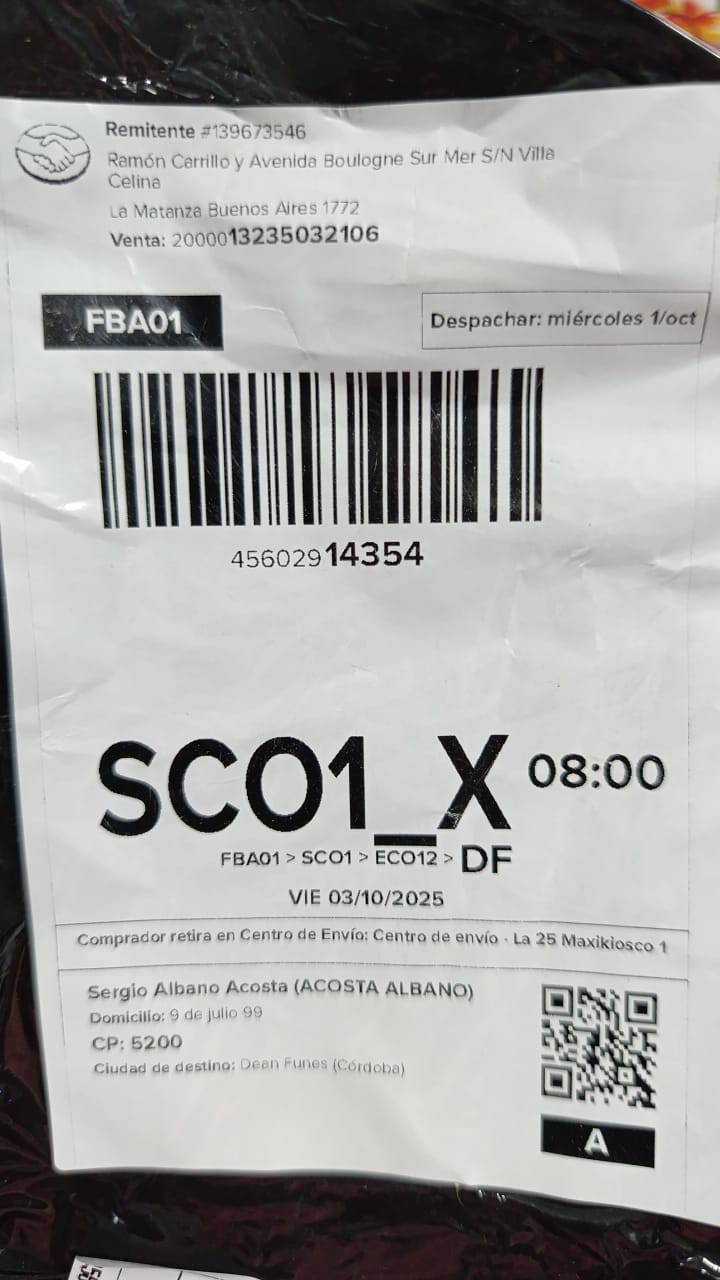 Remitente #139673546
Ramón Carrillo y Avenida Boulogne Sur Mer S/N Villa
Celina
La Matanza Buenos Aires 1772
Venta: 2000013235032106
FBA01
Despachar: miércoles 1/oct
45602914354
SCO1_X 08:00
FBA01 > SCO1 > ECO12 > DF
VIE 03/10/2025
Comprador retira en Centro de Envío: Centro de envío - La 25 Maxikiosco 1
Sergio Albano Acosta (ACOSTA ALBANO)
Domicilio: 9 de julio 99
CP: 5200
Ciudad de destino: Dean Funes (Córdoba)
A